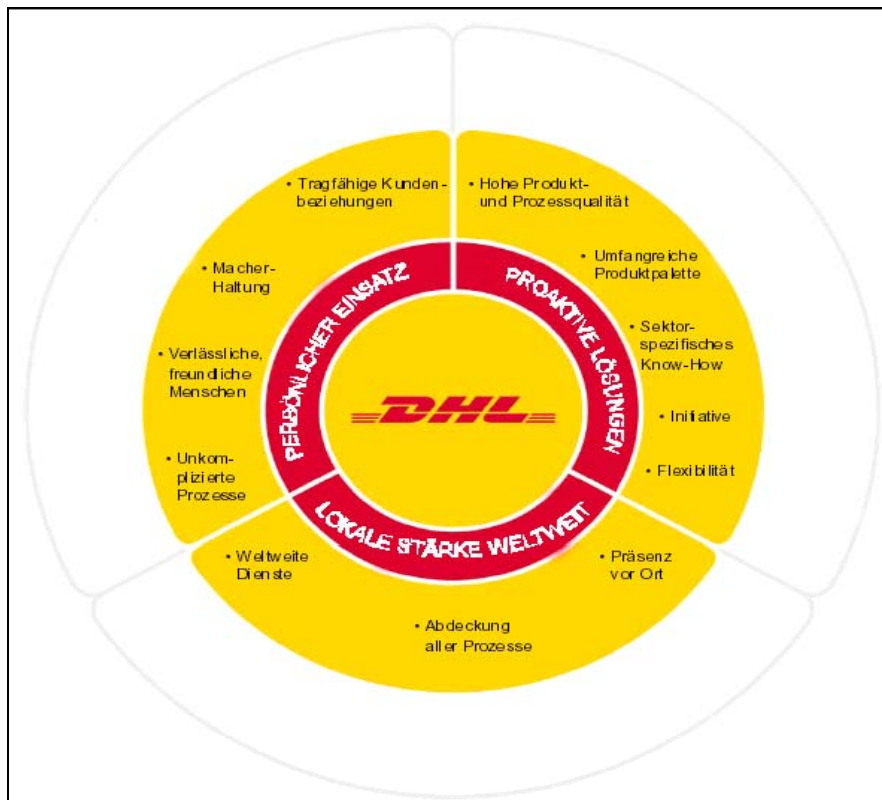 • Tragfähige Kunden-
beziehungen
• Macher-
Haltung
• Verlässliche,
freundliche
Menschen
• Unkom-
plizierte
Prozesse
PERSÖNLICHER EINSATZ
• Hohe Produkt-
und Prozessqualität
• Umfangreiche
Produktpalette
• Sektor-
spezifisches
Know-How
• Initiative
• Flexibilität
PROAKTIVE LÖSUNGEN
DHL
LOKALE STÄRKE WELTWEIT
• Weltweite
Dienste
• Abdeckung
aller Prozesse
• Präsenz
vor Ort